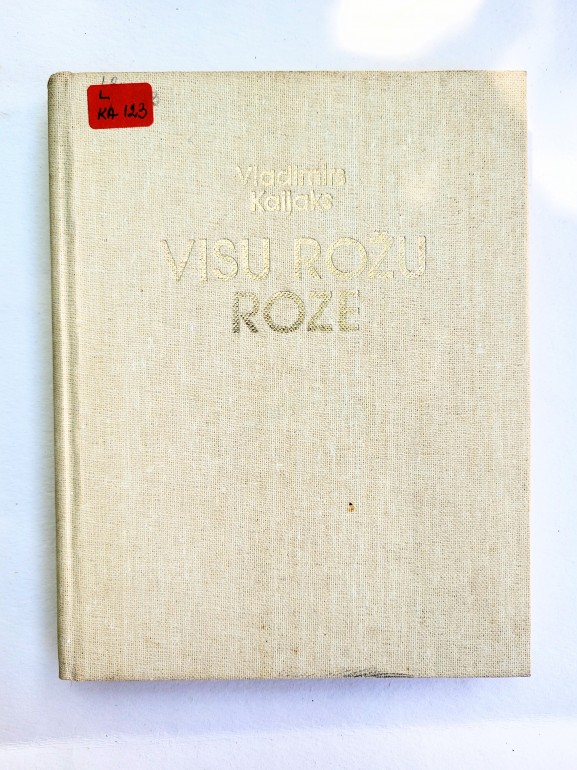 L
KA 123
Vladimirs
Kaijaks
VISU ROŽU
ROZE